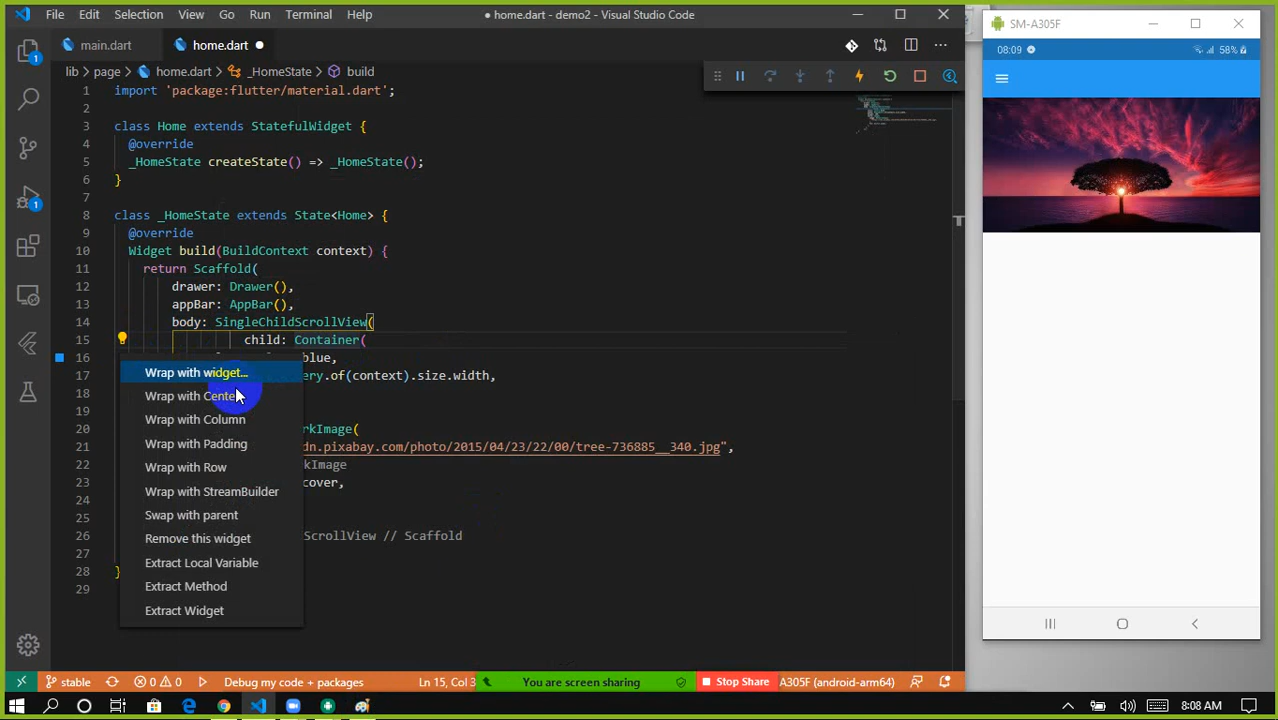 File Edit Selection View Go Run Terminal Help
● home.dart - demo2 - Visual Studio Code
SM-A305F
main.dart
home.dart ●
08:09
58%
lib > page > home.dart > _HomeState > build
1 import 'package:flutter/material.dart';
2
3 class Home extends StatefulWidget {
4 @override
5 _HomeState createState() => _HomeState();
6 }
7
8 class _HomeState extends State<Home> {
9 @override
10 Widget build(BuildContext context) {
11 return Scaffold(
12 drawer: Drawer(),
13 appBar: AppBar(),
14 body: SingleChildScrollView(
15 child: Container(
16 blue,
17 ery.of(context).size.width,
18
19
20 rkImage(
21 dn.pixabay.com/photo/2015/04/23/22/00/tree-736885__340.jpg",
22 rkImage
23 cover,
24
25
26 ScrollView // Scaffold
27
28 }
29
Wrap with widget...
Wrap with Center
Wrap with Column
Wrap with Padding
Wrap with Row
Wrap with StreamBuilder
Swap with parent
Remove this widget
Extract Local Variable
Extract Method
Extract Widget
1
1
stable 0 0 Debug my code + packages Ln 15, Col 3 You are screen sharing Stop Share A305F (android-arm64)
8:08 AM